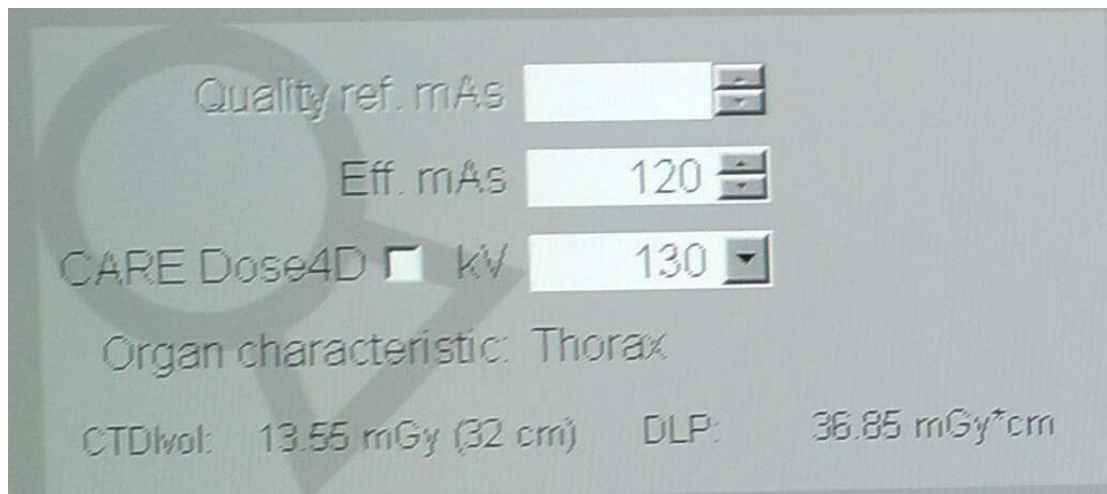 Quality ref. mAs
Eff. mAs 120
CARE Dose4D kV 130
Organ characteristic: Thorax
CTDIvol: 13.55 mGy (32 cm) DLP: 36.85 mGy*cm